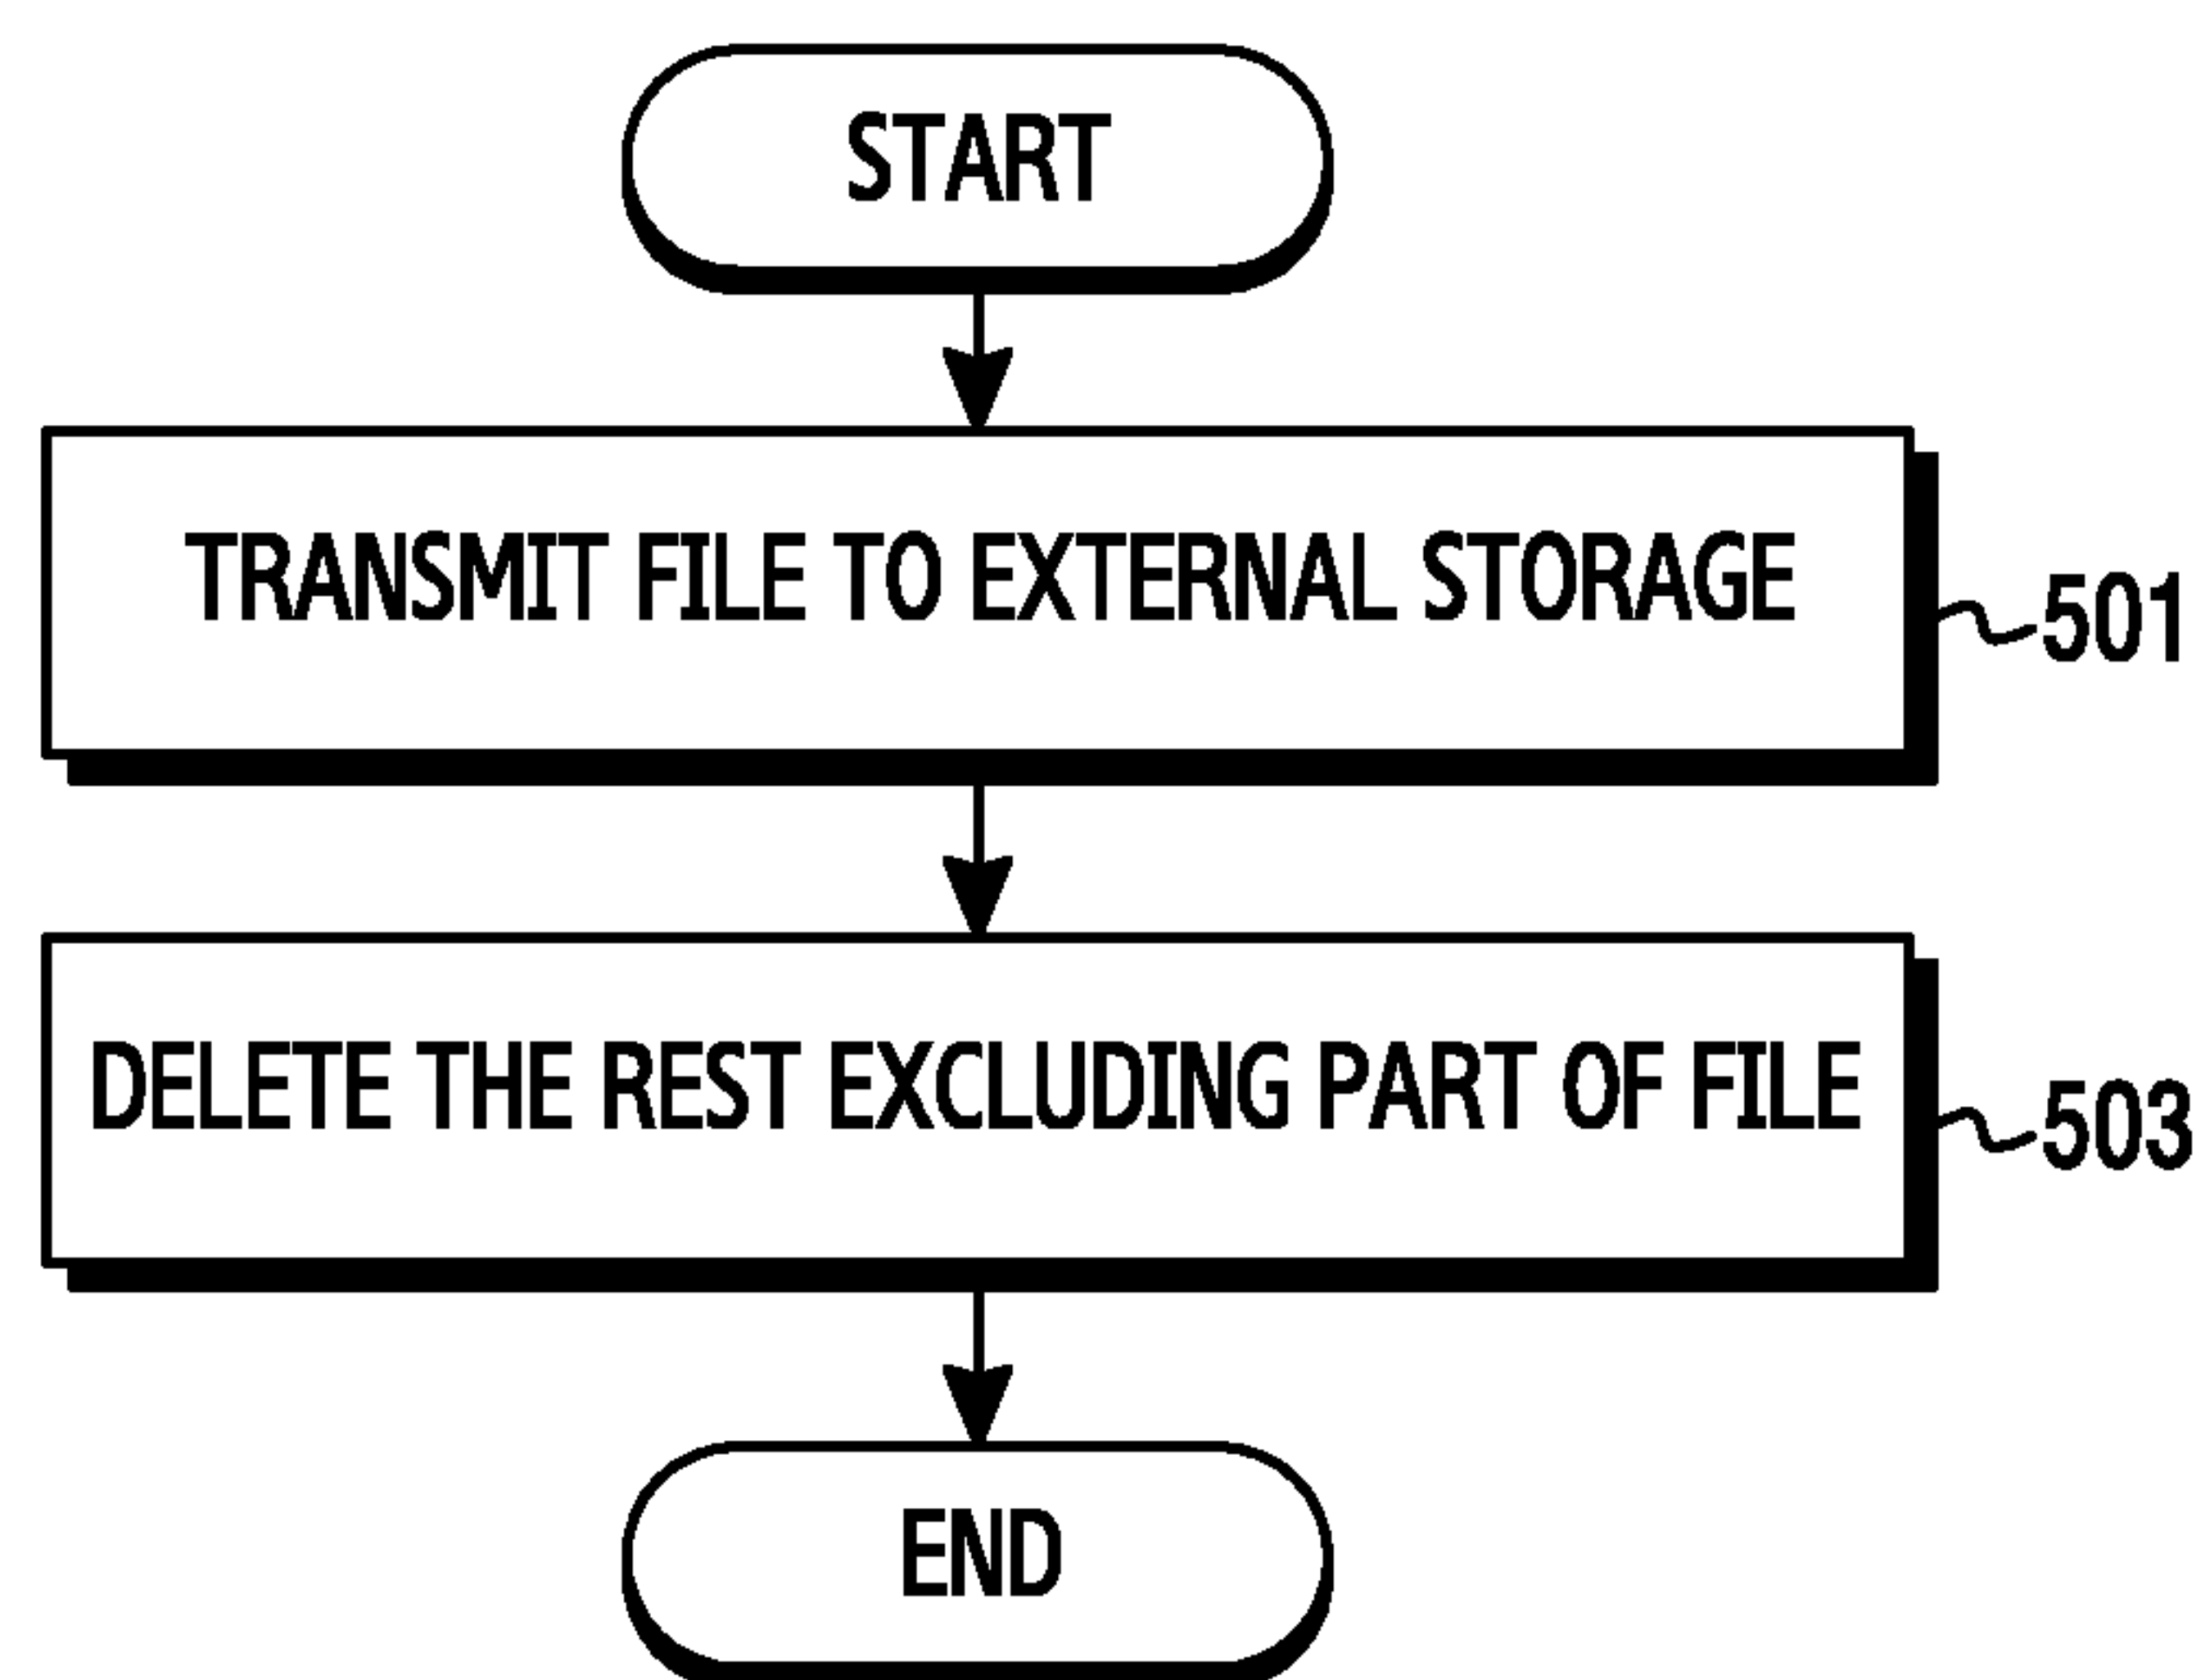 START
TRANSMIT FILE TO EXTERNAL STORAGE
501
DELETE THE REST EXCLUDING PART OF FILE
503
END